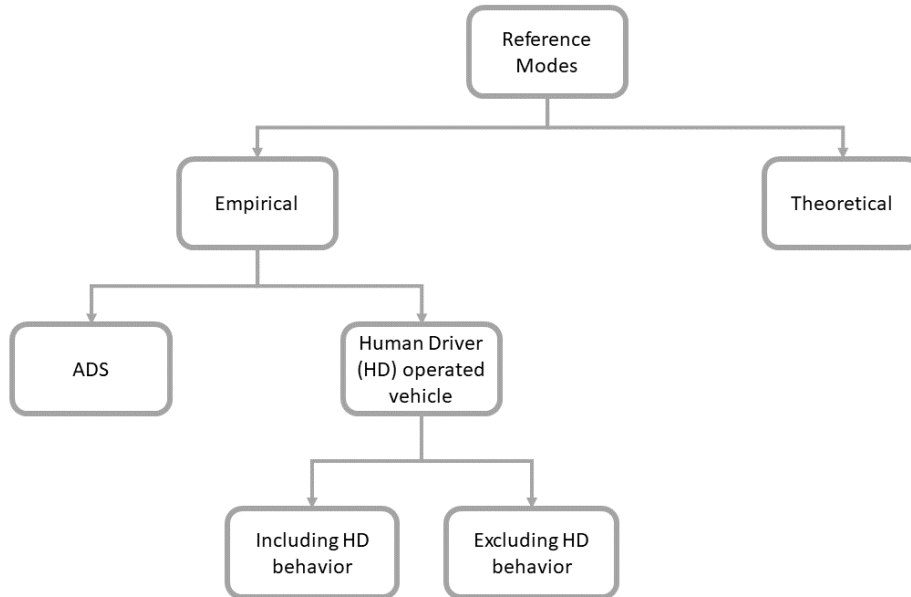 Reference
Modes
Empirical
Theoretical
ADS
Human Driver
(HD) operated
vehicle
Including HD
behavior
Excluding HD
behavior